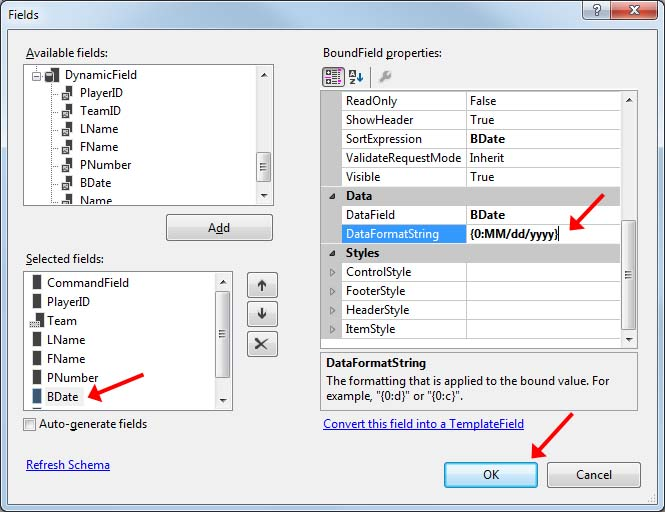 Fields
Available fields:
DynamicField
PlayerID
TeamID
LName
FName
PNumber
BDate
Name
Add
Selected fields:
CommandField
PlayerID
Team
LName
FName
PNumber
BDate
Auto-generate fields
Refresh Schema
BoundField properties:
ReadOnly False
ShowHeader True
SortExpression BDate
ValidateRequestMode Inherit
Visible True
Data
DataField BDate
DataFormatString {0:MM/dd/yyyy}
Styles
ControlStyle
FooterStyle
HeaderStyle
ItemStyle
DataFormatString
The formatting that is applied to the bound value. For
example, "{0:d}" or "{0:c}".
Convert this field into a TemplateField
OK
Cancel